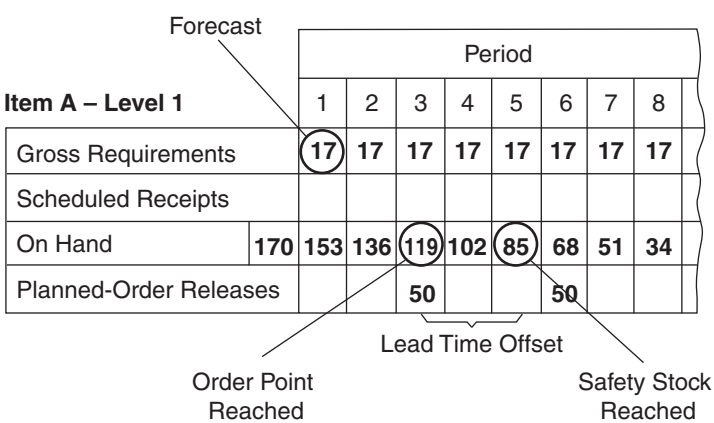 Forecast
Period
Item A – Level 1 1 2 3 4 5 6 7 8
Gross Requirements 17 17 17 17 17 17 17 17
Scheduled Receipts
On Hand 170 153 136 119 102 85 68 51 34
Planned-Order Releases 50 50
Lead Time Offset
Order Point
Reached
Safety Stock
Reached